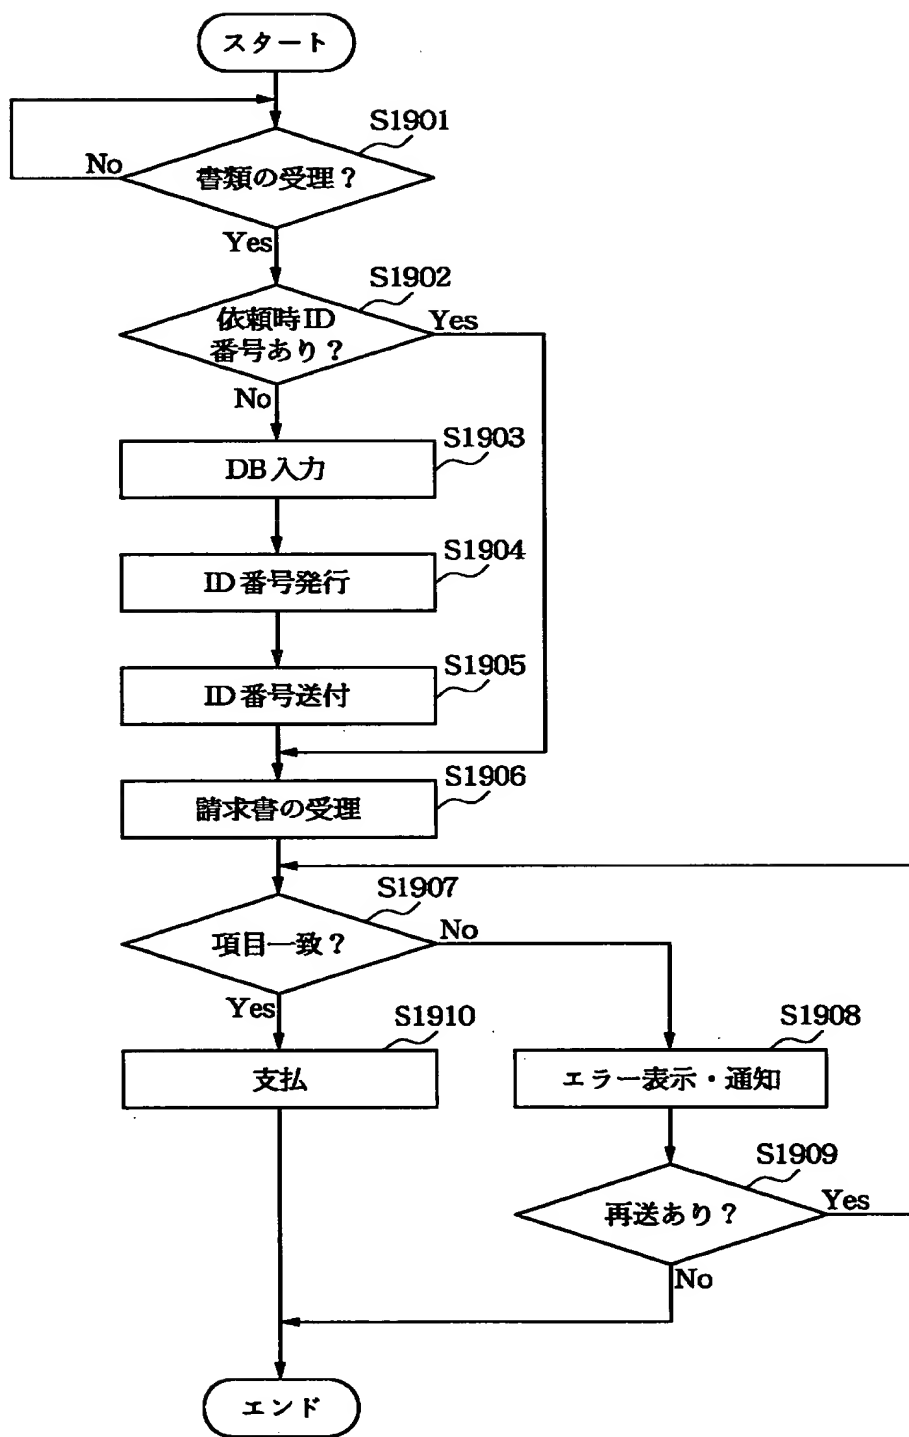 スタート
S1901
No
書類の受理？
Yes
S1902
依頼時ID
番号あり？
Yes
No
S1903
DB入力
S1904
ID番号発行
S1905
ID番号送付
S1906
請求書の受理
S1907
項目一致？
No
Yes
S1910
支払
S1908
エラー表示・通知
S1909
再送あり？
Yes
No
エンド